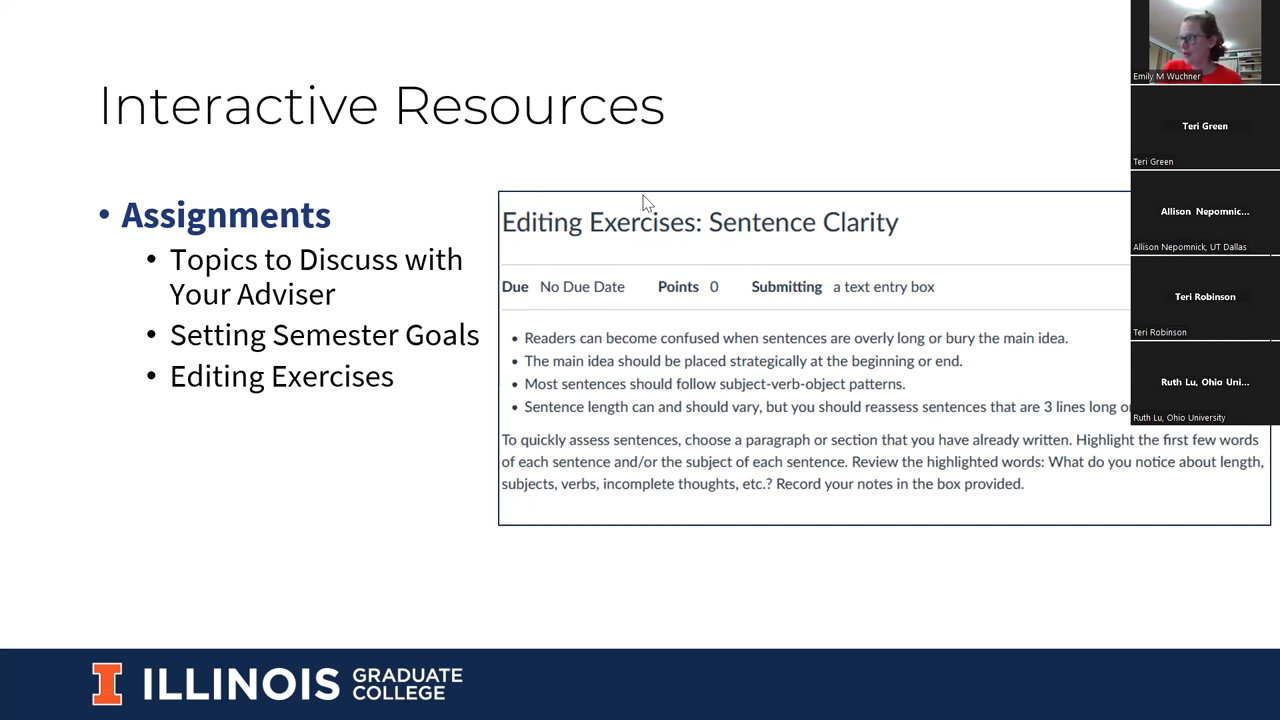 Interactive Resources
• Assignments
• Topics to Discuss with
Your Adviser
• Setting Semester Goals
• Editing Exercises
Editing Exercises: Sentence Clarity
Due No Due Date Points 0 Submitting a text entry box
• Readers can become confused when sentences are overly long or bury the main idea.
• The main idea should be placed strategically at the beginning or end.
• Most sentences should follow subject-verb-object patterns.
• Sentence length can and should vary, but you should reassess sentences that are 3 lines long
To quickly assess sentences, choose a paragraph or section that you have already written. Highlight the first few words
of each sentence and/or the subject of each sentence. Review the highlighted words: What do you notice about length,
subjects, verbs, incomplete thoughts, etc.? Record your notes in the box provided.
Emily M Wuchner
Teri Green
Teri Green
Allison Nepomnic...
Allison Nepomnick, UT Dallas
Teri Robinson
Teri Robinson
Ruth Lu, Ohio Uni...
Ruth Lu, Ohio University
I ILLINOIS
GRADUATE
COLLEGE